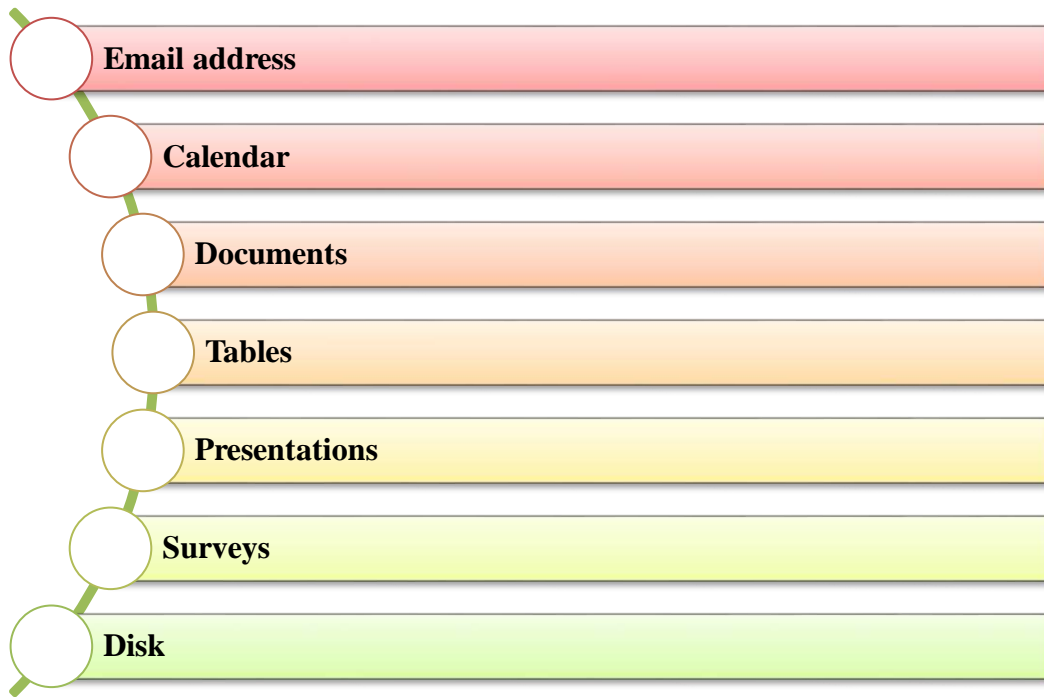 Email address
Calendar
Documents
Tables
Presentations
Surveys
Disk